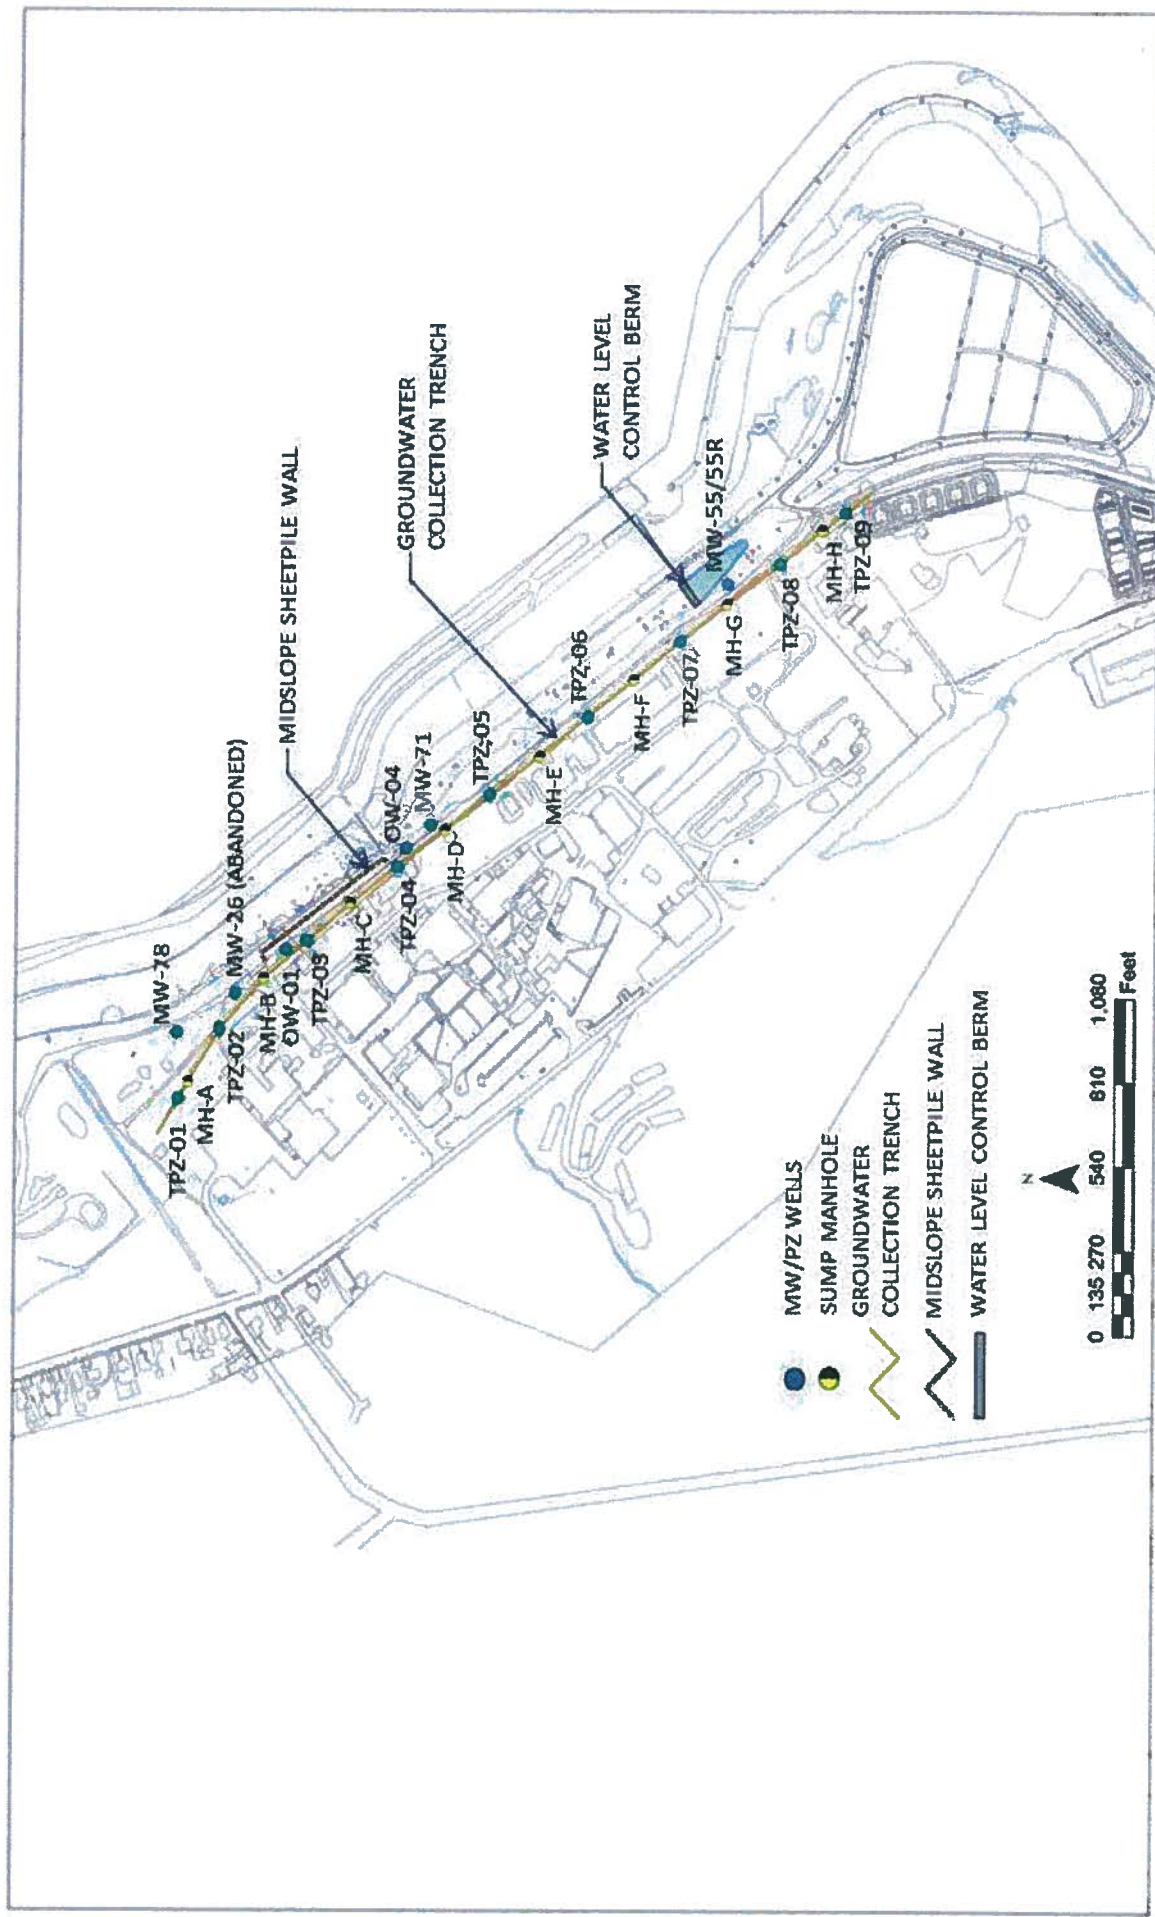 MW-78
MW-26 (ABANDONED)
MIDSLOPE SHEETPILE WALL
GROUNDWATER
COLLECTION TRENCH
WATER LEVEL
CONTROL BERM
TPZ-01
MH-A
TPZ-02
MH-B
OW-01
TPZ-03
MH-C
TPZ-04
OW-04
MW-71
MH-D
TPZ-05
MH-E
TPZ-06
MH-F
TPZ-07
MH-G
MW-55/55R
TPZ-08
MH-H
TPZ-09
MW/PZ WELLS
SUMP MANHOLE
GROUNDWATER
COLLECTION TRENCH
MIDSLOPE SHEETPILE WALL
WATER LEVEL CONTROL BERM
N
0 135 270 540 810 1,080
Feet